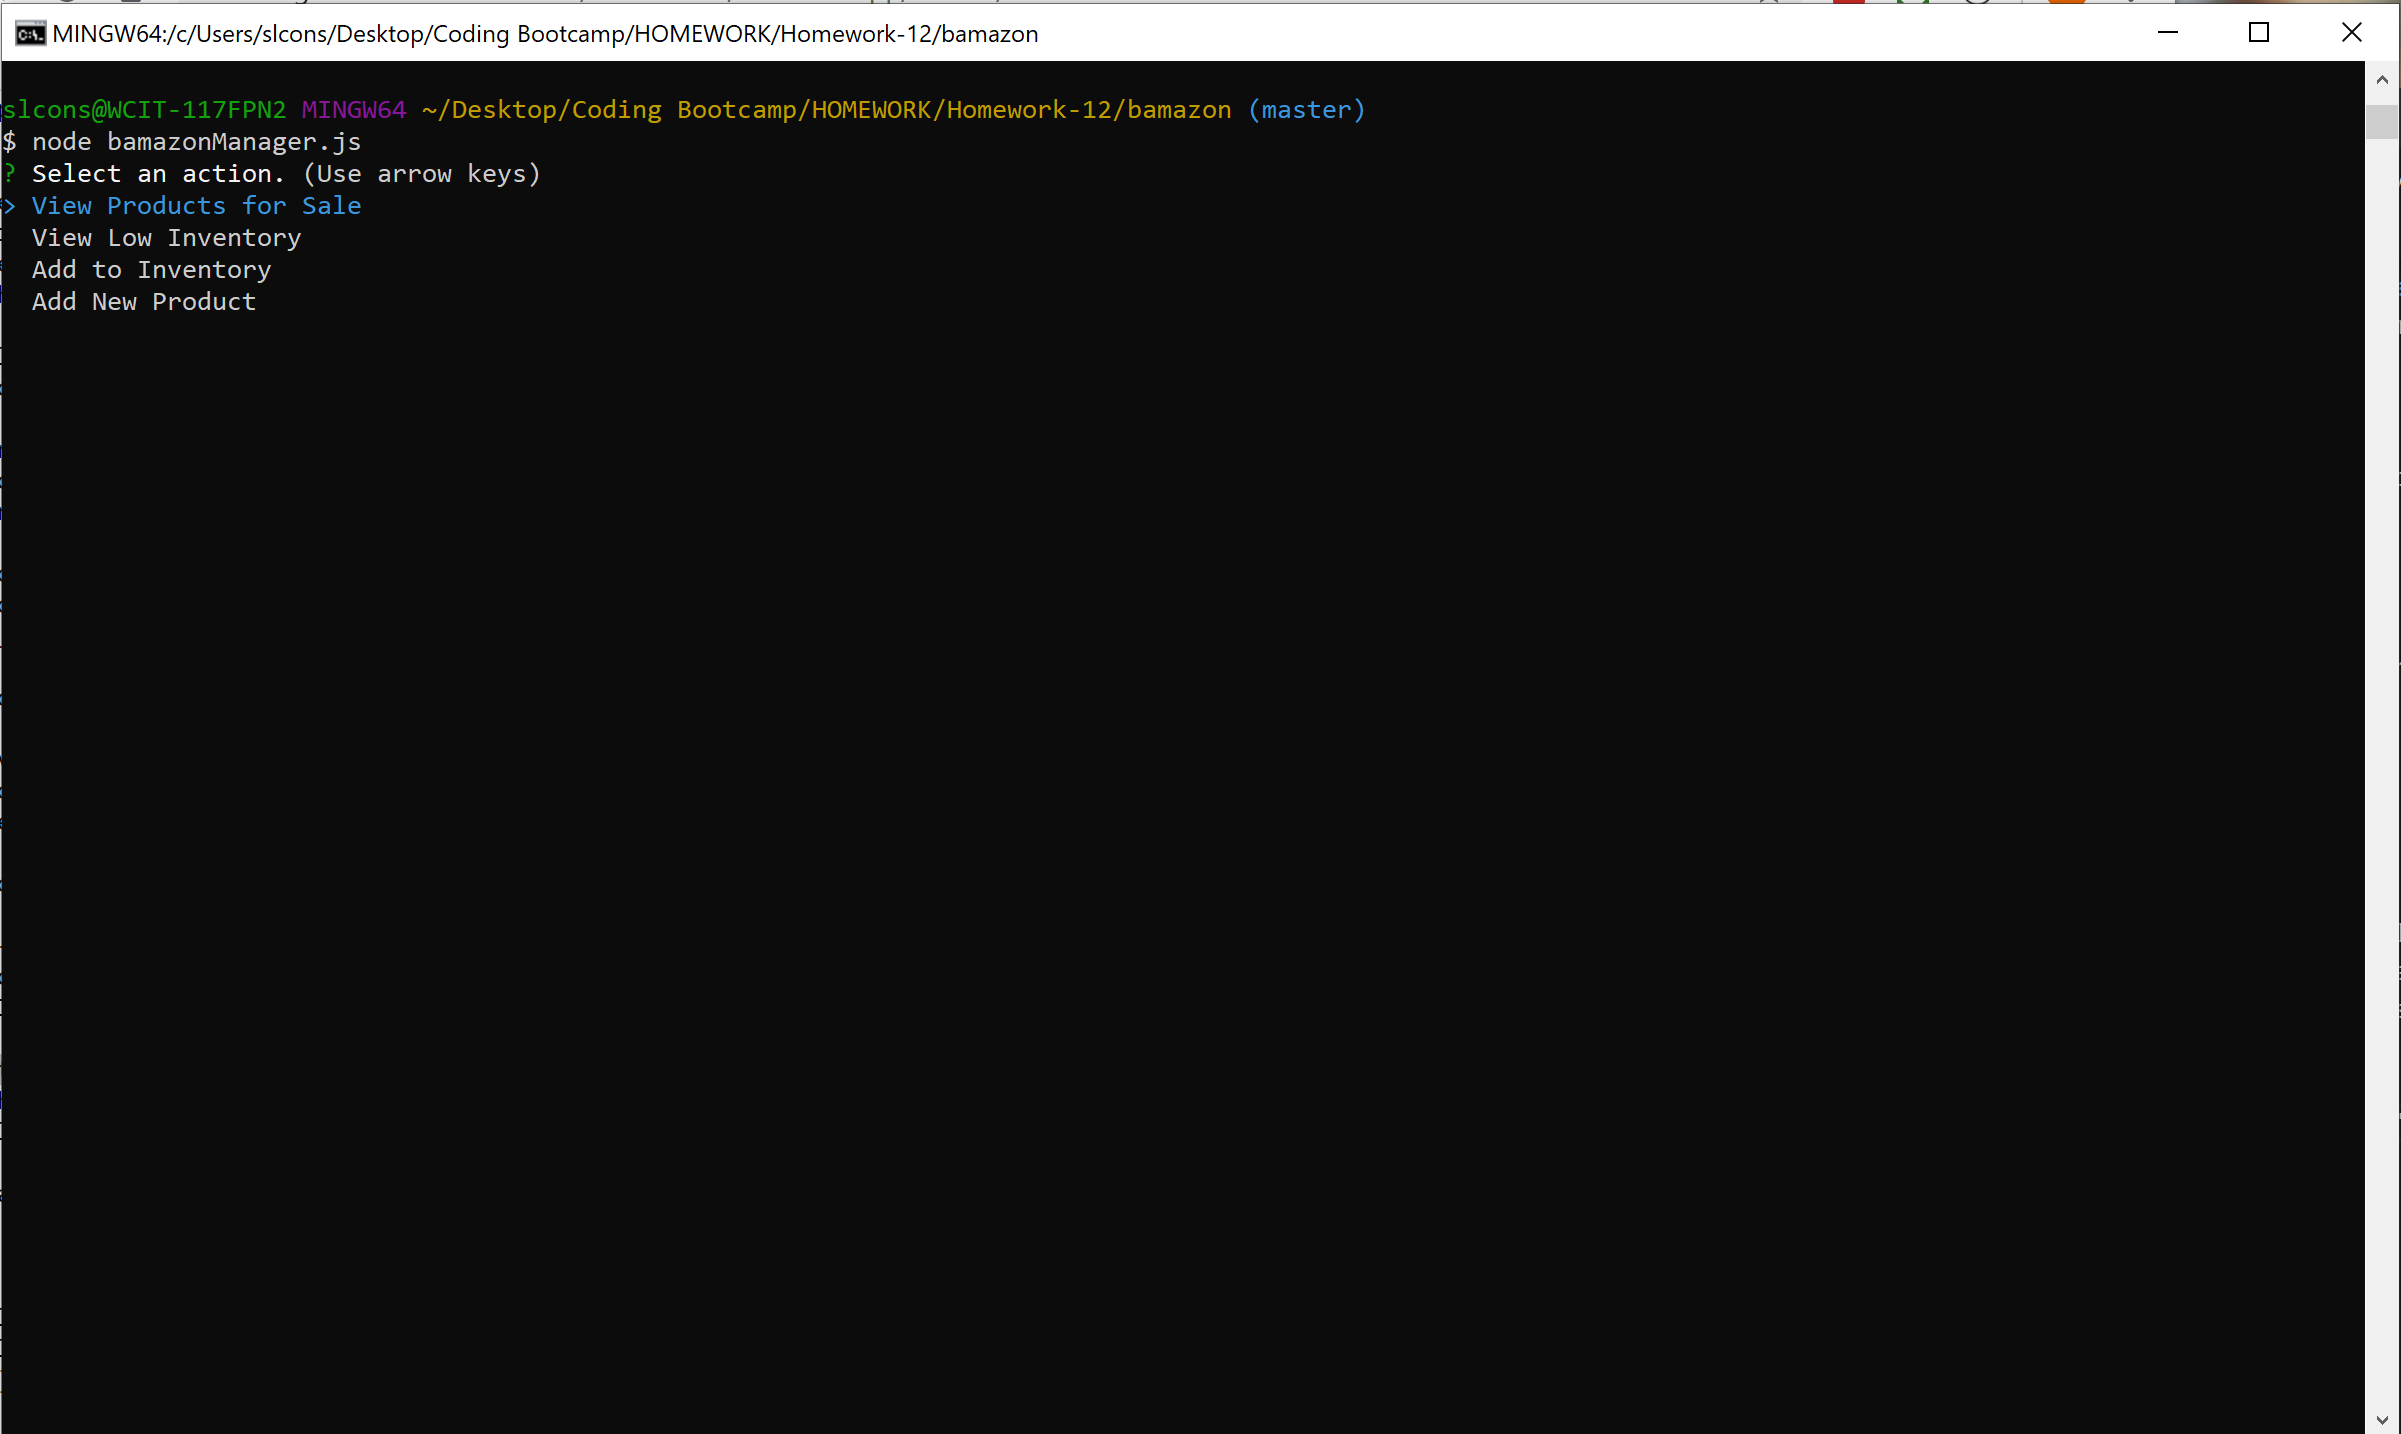 MINGW64:/c/Users/slcons/Desktop/Coding Bootcamp/HOMEWORK/Homework-12/bamazon
slcons@WCIT-117FPN2 MINGW64 ~/Desktop/Coding Bootcamp/HOMEWORK/Homework-12/bamazon (master)
$ node bamazonManager.js
? Select an action. (Use arrow keys)
> View Products for Sale
View Low Inventory
Add to Inventory
Add New Product